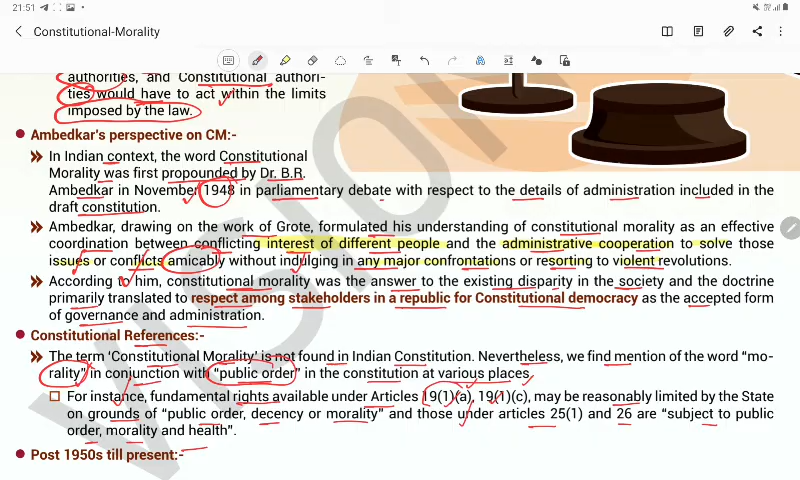 21:51
Constitutional-Morality
authorities, and Constitutional authori-
ties would have to act within the limits
imposed by the law.
Ambedkar's perspective on CM:-
In Indian context, the word Constitutional
Morality was first propounded by Dr. B.R.
Ambedkar in November 1948 in parliamentary debate with respect to the details of administration included in the
draft constitution.
Ambedkar, drawing on the work of Grote, formulated his understanding of constitutional morality as an effective
coordination between conflicting interest of different people and the administrative cooperation to solve those
issues or conflicts amicably without indulging in any major confrontations or resorting to violent revolutions.
According to him, constitutional morality was the answer to the existing disparity in the society and the doctrine
primarily translated to respect among stakeholders in a republic for Constitutional democracy as the accepted form
of governance and administration.
Constitutional References:-
The term 'Constitutional Morality' is not found in Indian Constitution. Nevertheless, we find mention of the word "mo-
rality" in conjunction with "public order" in the constitution at various places.
For instance, fundamental rights available under Articles 19(1)(a), 19(1)(c), may be reasonably limited by the State
on grounds of "public order, decency or morality" and those under articles 25(1) and 26 are "subject to public
order, morality and health".
Post 1950s till present:-
VISION